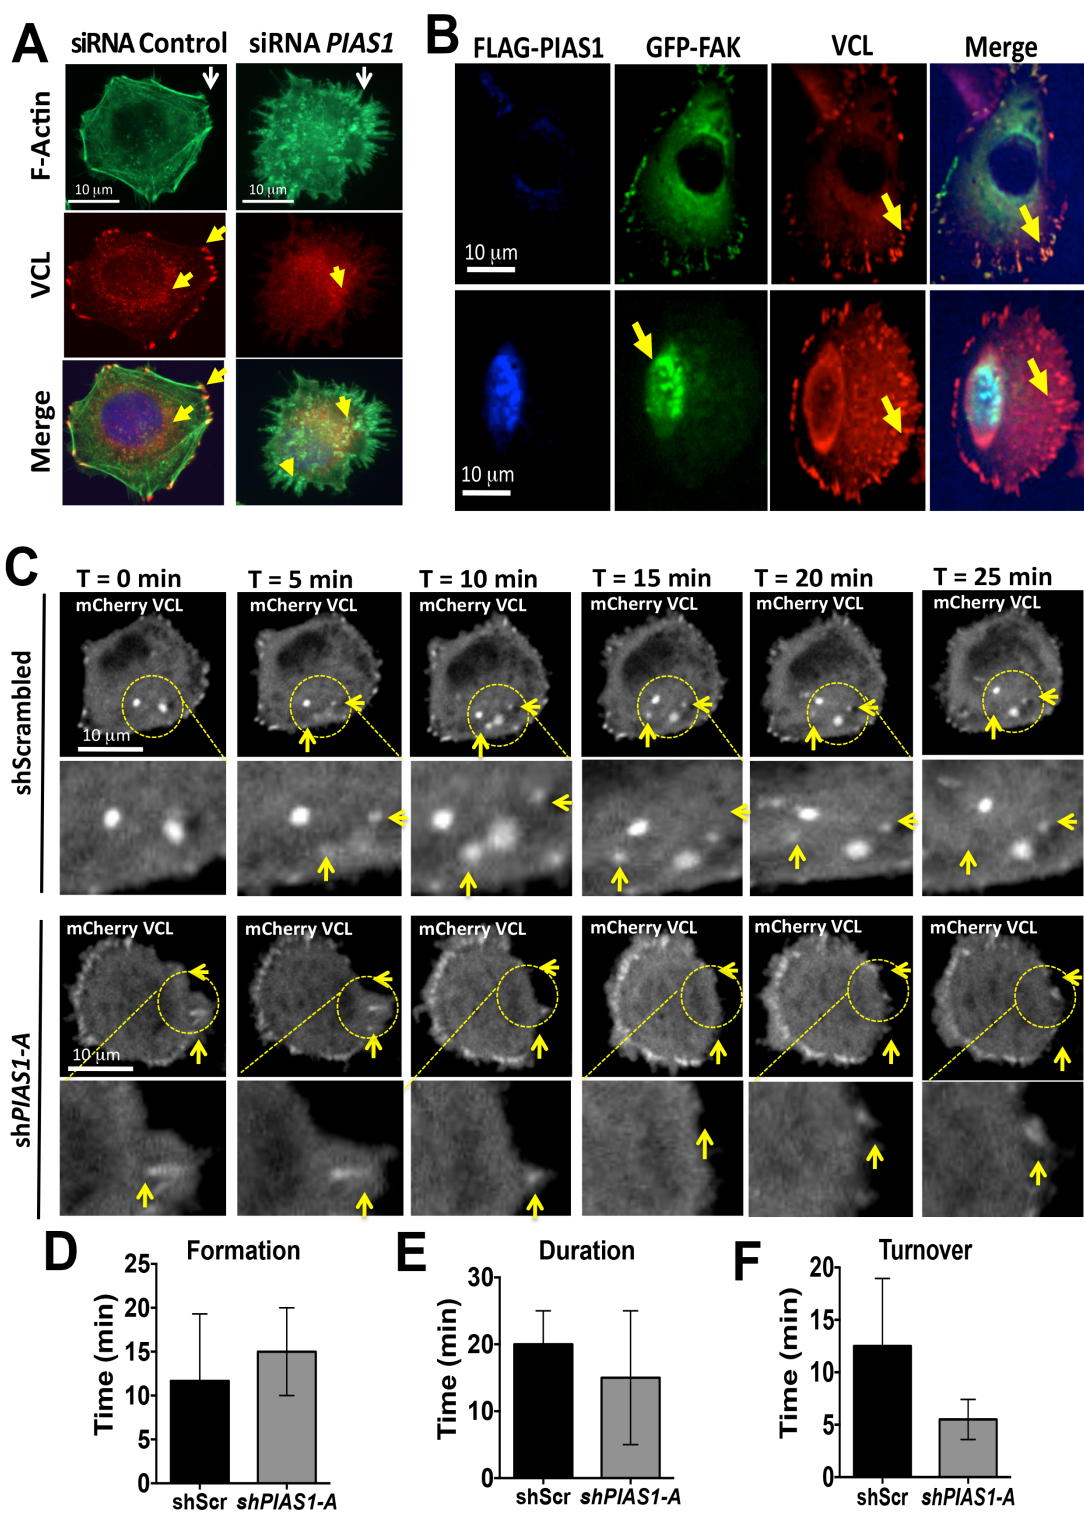 A
siRNA Control
siRNA PIAS1
F-Actin
10 μm
10 μm
VCL
Merge
B
FLAG-PIAS1
GFP-FAK
VCL
Merge
10 μm
10 μm
C
T = 0 min
T = 5 min
T = 10 min
T = 15 min
T = 20 min
T = 25 min
shScrambled
mCherry VCL
mCherry VCL
mCherry VCL
mCherry VCL
mCherry VCL
mCherry VCL
10 μm
shPIAS1-A
mCherry VCL
mCherry VCL
mCherry VCL
mCherry VCL
mCherry VCL
mCherry VCL
10 μm
D
Formation
Time (min)
25
20
15
10
5
0
shScr
shPIAS1-A
E
Duration
Time (min)
30
20
10
0
shScr
shPIAS1-A
F
Turnover
Time (min)
20
15
10
5
0
shScr
shPIAS1-A